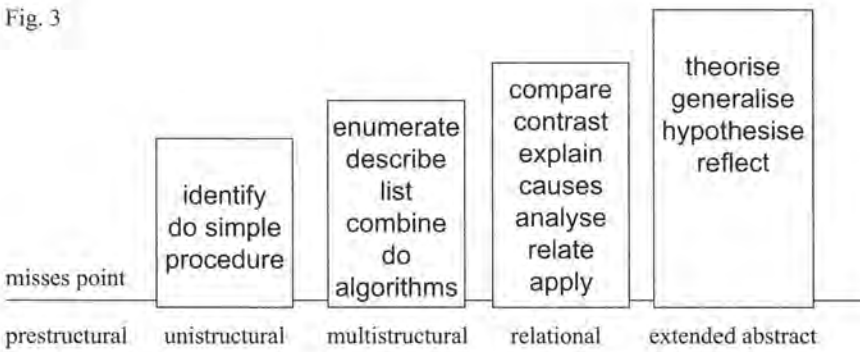 Fig. 3
misses point
identify
do simple
procedure
enumerate
describe
list
combine
do
algorithms
compare
contrast
explain
causes
analyse
relate
apply
theorise
generalise
hypothesise
reflect
prestructural unistructural multistructural relational extended abstract